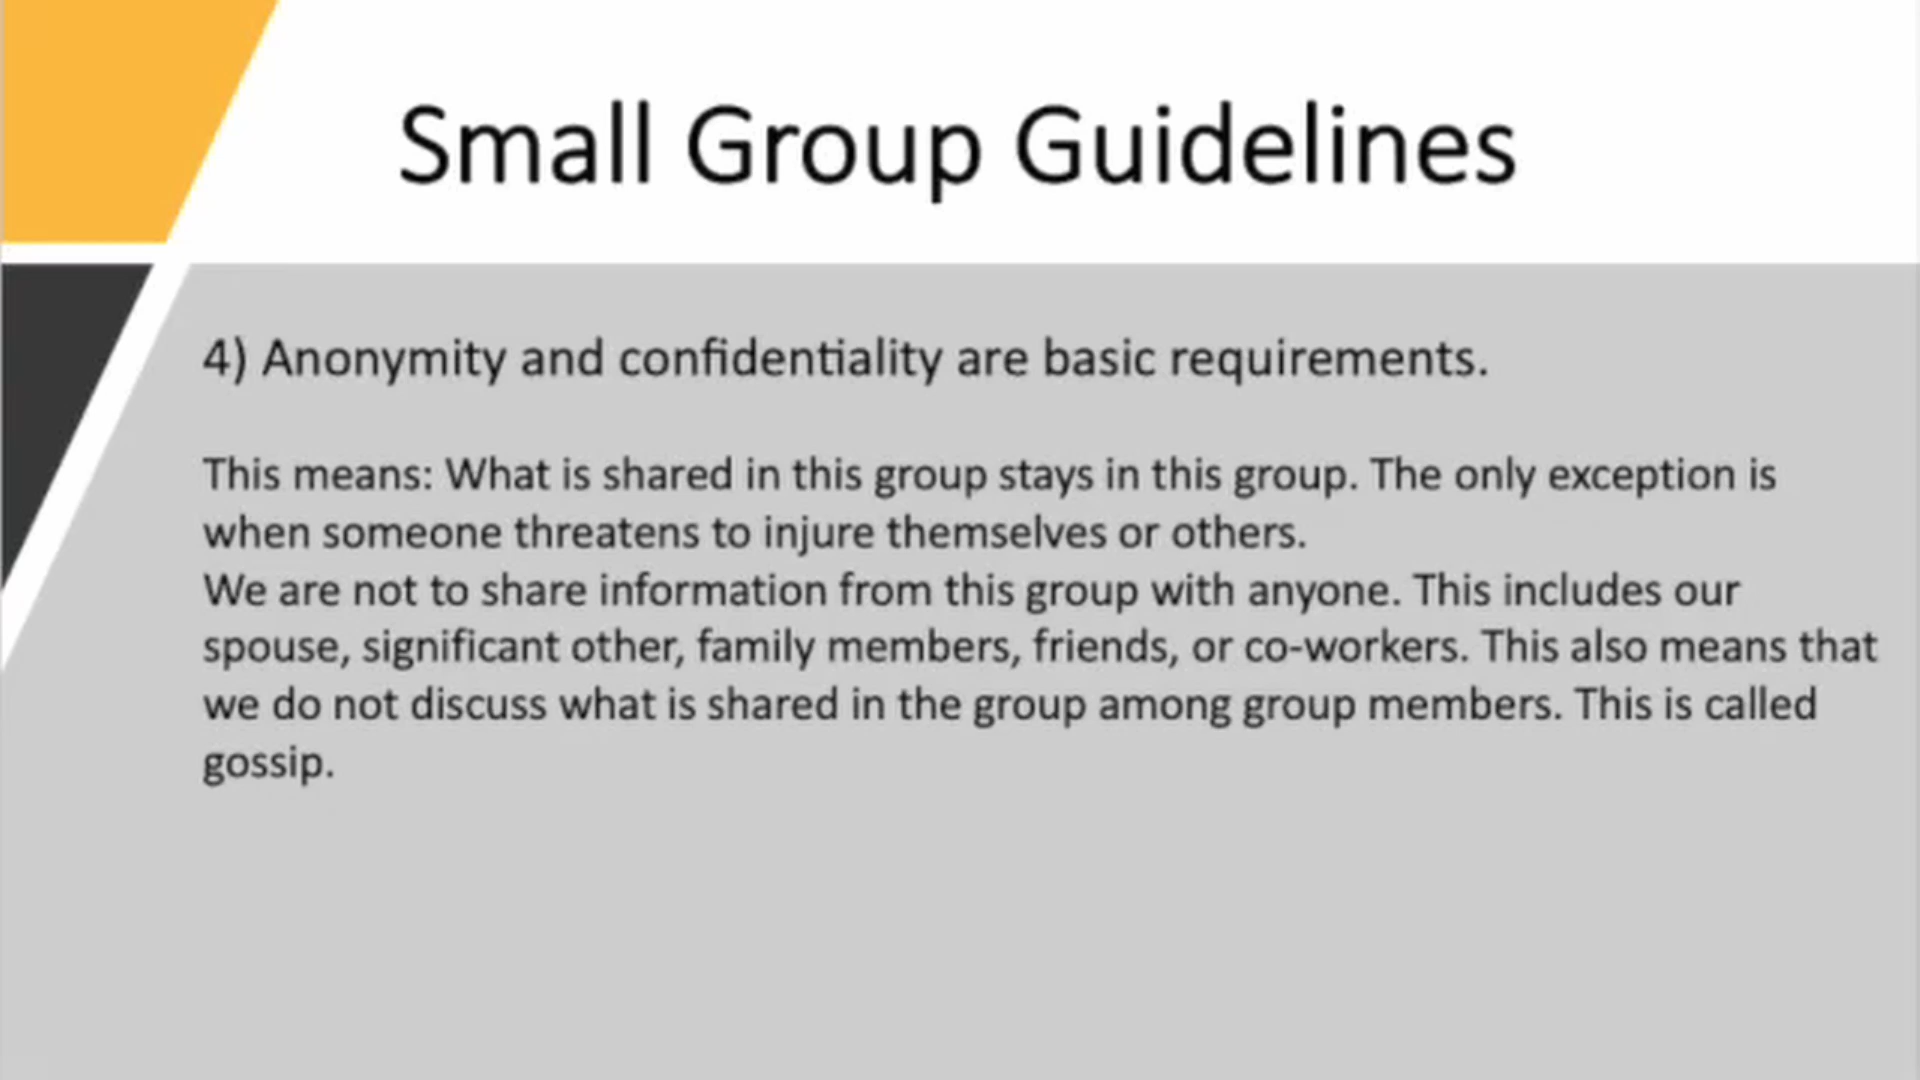 Small Group Guidelines
4) Anonymity and confidentiality are basic requirements.
This means: What is shared in this group stays in this group. The only exception is
when someone threatens to injure themselves or others.
We are not to share information from this group with anyone. This includes our
spouse, significant other, family members, friends, or co-workers. This also means that
we do not discuss what is shared in the group among group members. This is called
gossip.